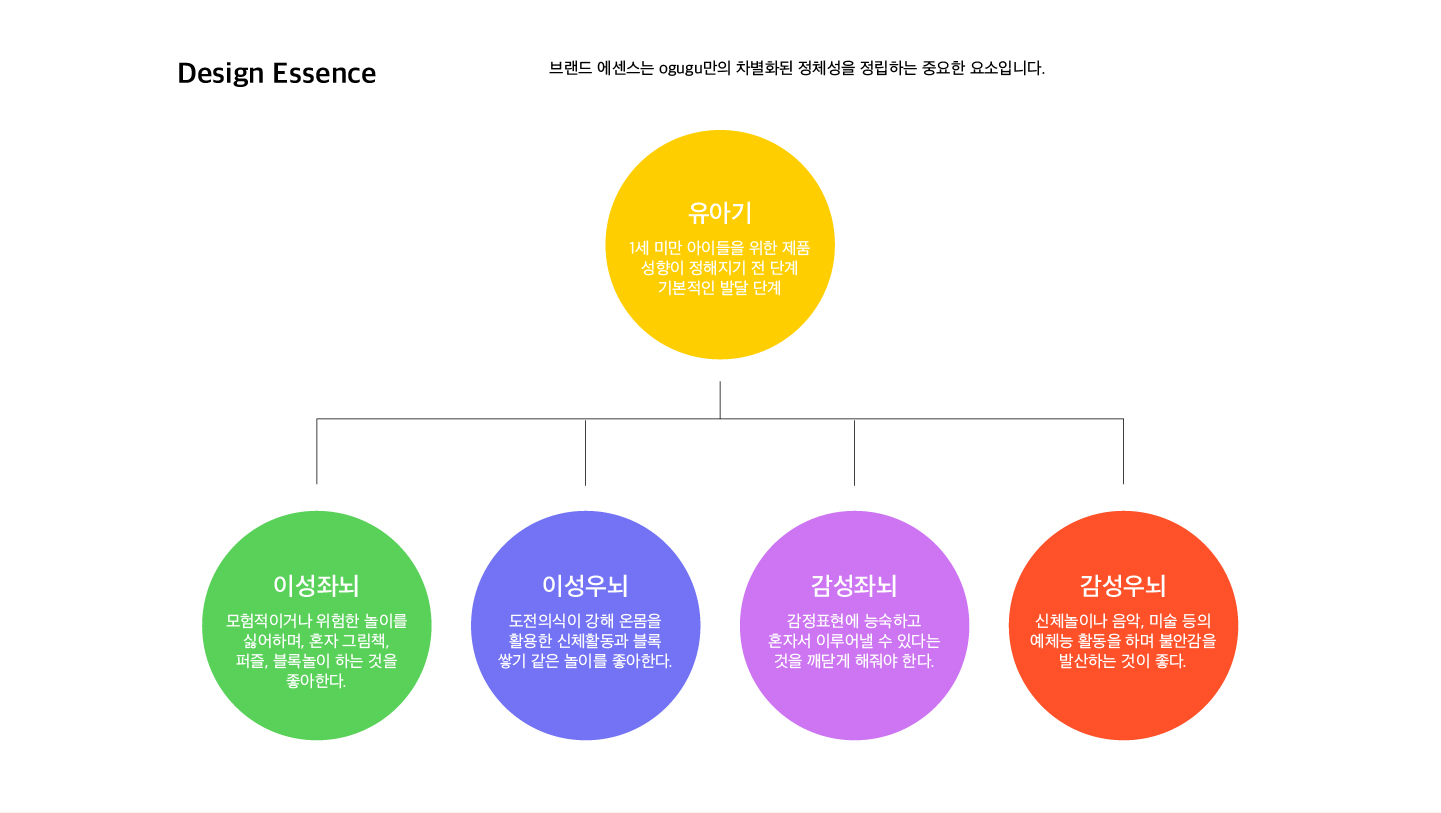 Design Essence
브랜드 에센스는 ogugu만의 차별화된 정체성을 정립하는 중요한 요소입니다.
유아기
1세 미만 아이들을 위한 제품
성향이 정해지기 전 단계
기본적인 발달 단계
이성좌뇌
모험적이거나 위험한 놀이를
싫어하며, 혼자 그림책,
퍼즐, 블록놀이 하는 것을
좋아한다.
이성우뇌
도전의식이 강해 온몸을
활용한 신체활동과 블록
쌓기 같은 놀이를 좋아한다.
감성좌뇌
감정표현에 능숙하고
혼자서 이루어낼 수 있다는
것을 깨닫게 해줘야 한다.
감성우뇌
신체놀이나 음악, 미술 등의
예체능 활동을 하며 불안감을
발산하는 것이 좋다.